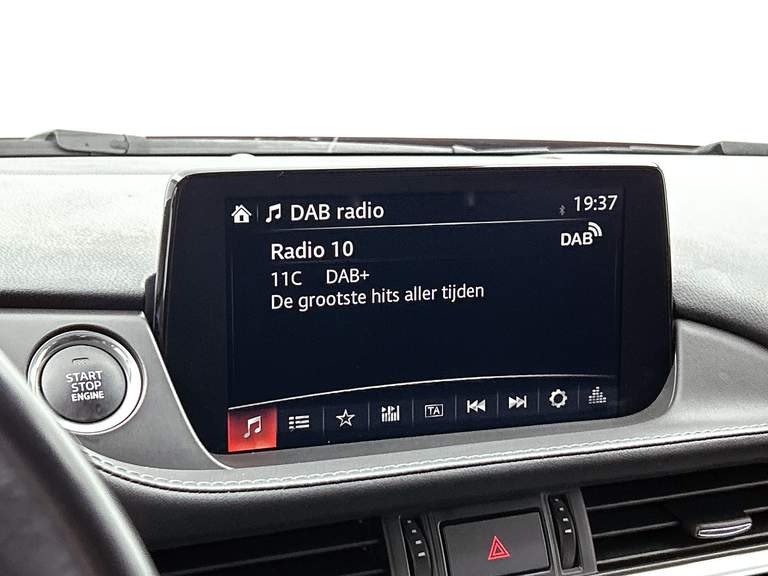 DAB radio
19:37
Radio 10
DAB
11C DAB+
De grootste hits aller tijden
START
STOP
ENGINE
TA